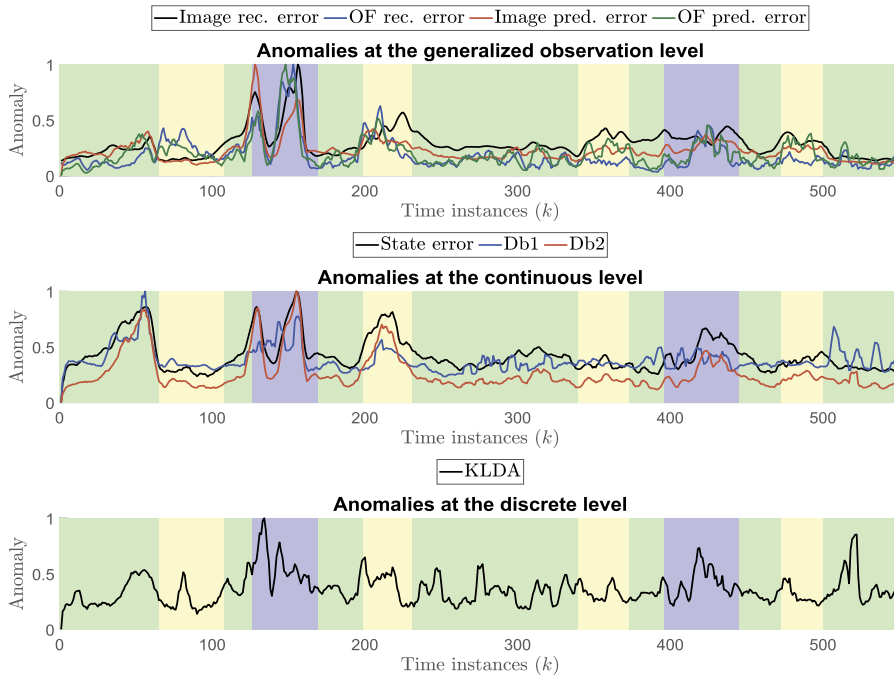 Image rec. error OF rec. error Image pred. error OF pred. error
Anomalies at the generalized observation level
1
0.5
0
Anomaly
0 100 200 300 400 500
Time instances (k)
State error Db1 Db2
Anomalies at the continuous level
1
0.5
0
Anomaly
0 100 200 300 400 500
Time instances (k)
KLDA
Anomalies at the discrete level
1
0.5
0
Anomaly
0 100 200 300 400 500
Time instances (k)